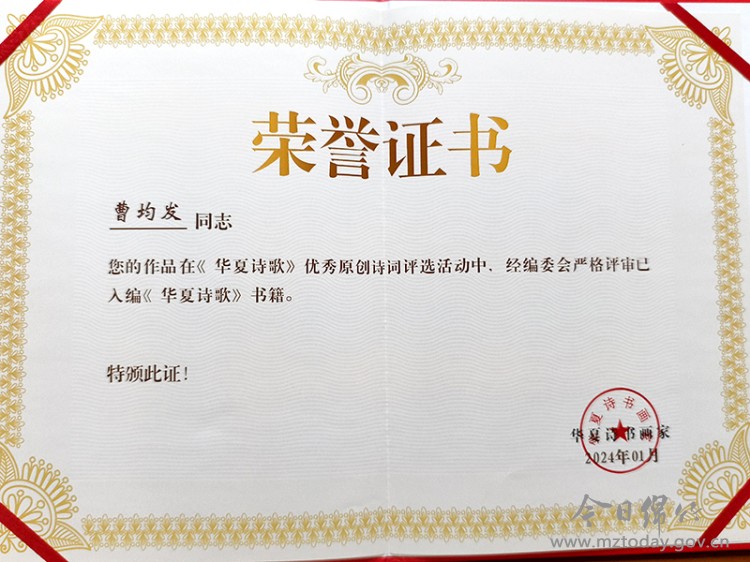 荣誉证书
曹均发 同志
您的作品在《华夏诗歌》优秀原创诗词评选活动中，经编委会严格评审已
入编《华夏诗歌》书籍。
特颁此证！
华夏诗书画家
2024年01月
今日绵竹
www.mztoday.gov.cn